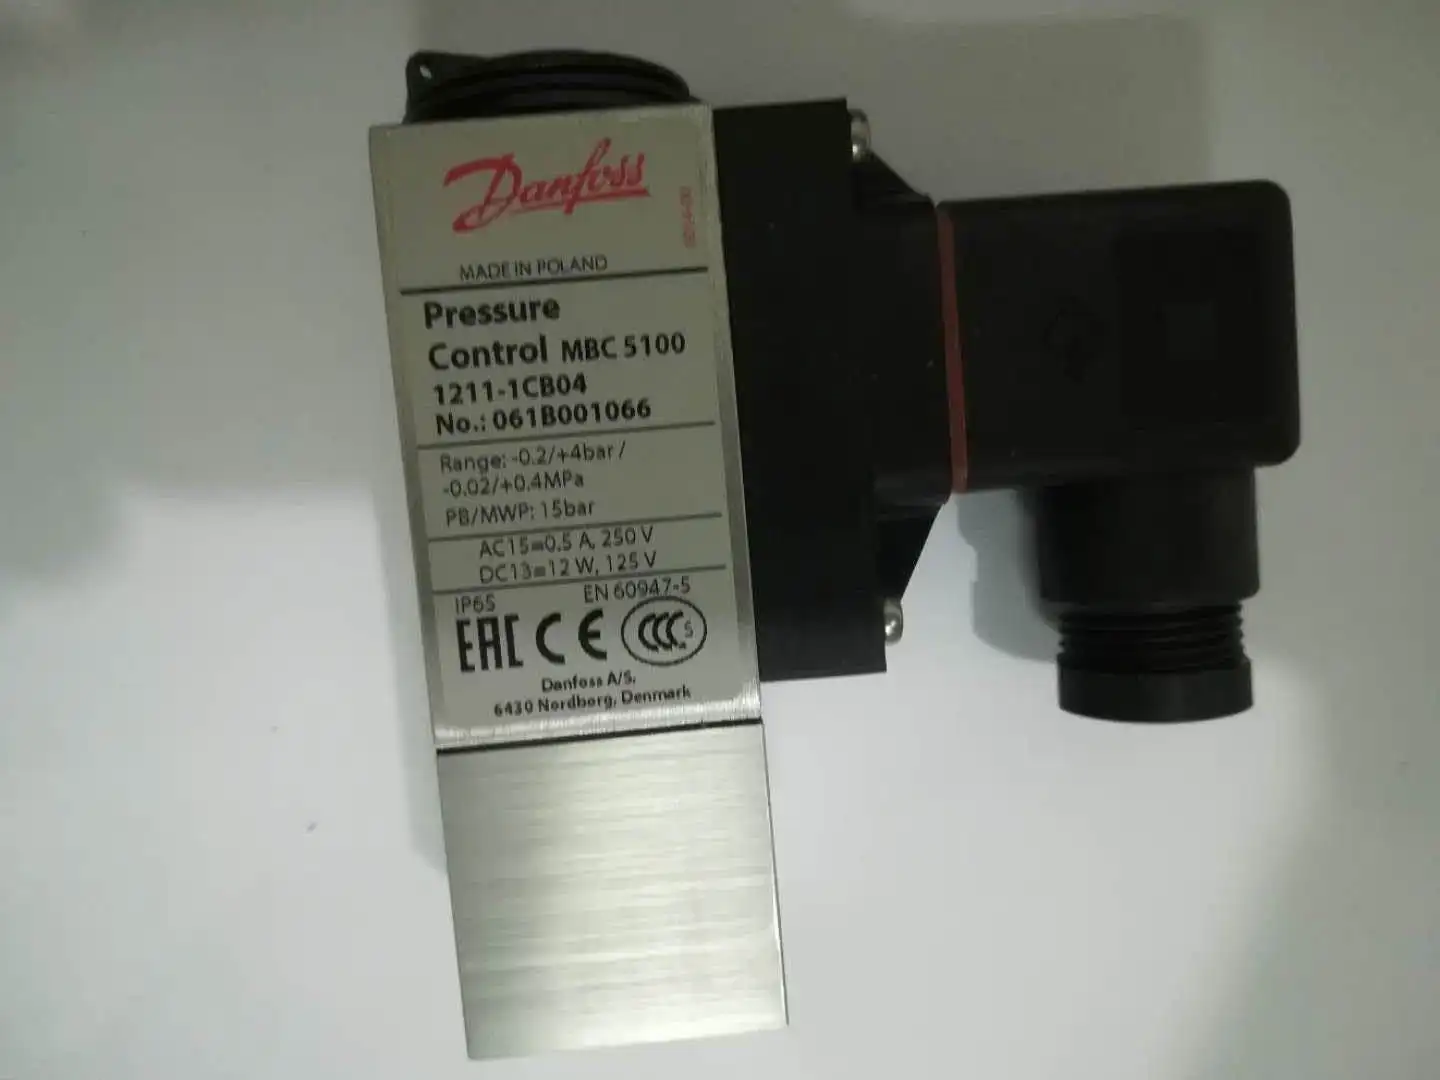 Danfoss
MADE IN POLAND
Pressure
Control MBC 5100
1211-1CB04
No.: 061B001066
Range: -0.2/+4bar /
-0.02/+0.4MPa
PB/MWP: 15bar
AC15=0.5 A, 250 V
DC13=12 W, 125 V
IP65 EN 60947-5
EAC CE CCC S
Danfoss A/S,
6430 Nordborg, Denmark